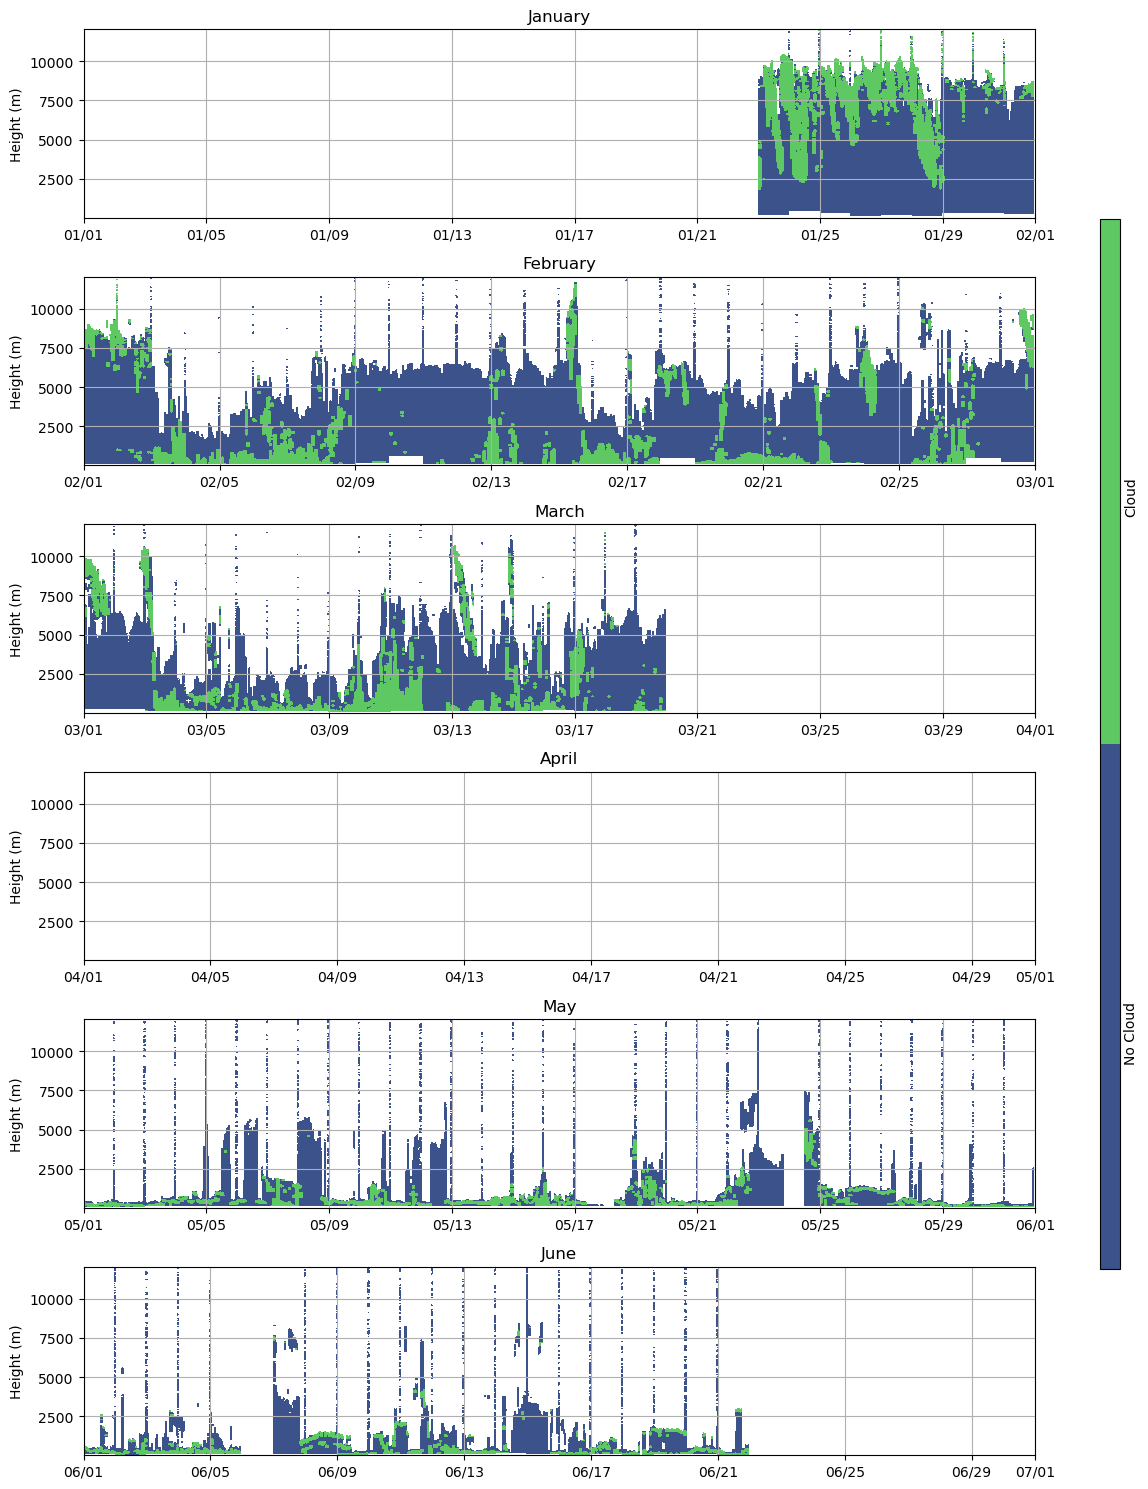 January
Height (m)
10000
7500
5000
2500
01/01 01/05 01/09 01/13 01/17 01/21 01/25 01/29 02/01
February
Height (m)
10000
7500
5000
2500
02/01 02/05 02/09 02/13 02/17 02/21 02/25 03/01
March
Height (m)
10000
7500
5000
2500
03/01 03/05 03/09 03/13 03/17 03/21 03/25 03/29 04/01
April
Height (m)
10000
7500
5000
2500
04/01 04/05 04/09 04/13 04/17 04/21 04/25 04/29 05/01
May
Height (m)
10000
7500
5000
2500
05/01 05/05 05/09 05/13 05/17 05/21 05/25 05/29 06/01
June
Height (m)
10000
7500
5000
2500
06/01 06/05 06/09 06/13 06/17 06/21 06/25 06/29 07/01
Cloud
No Cloud